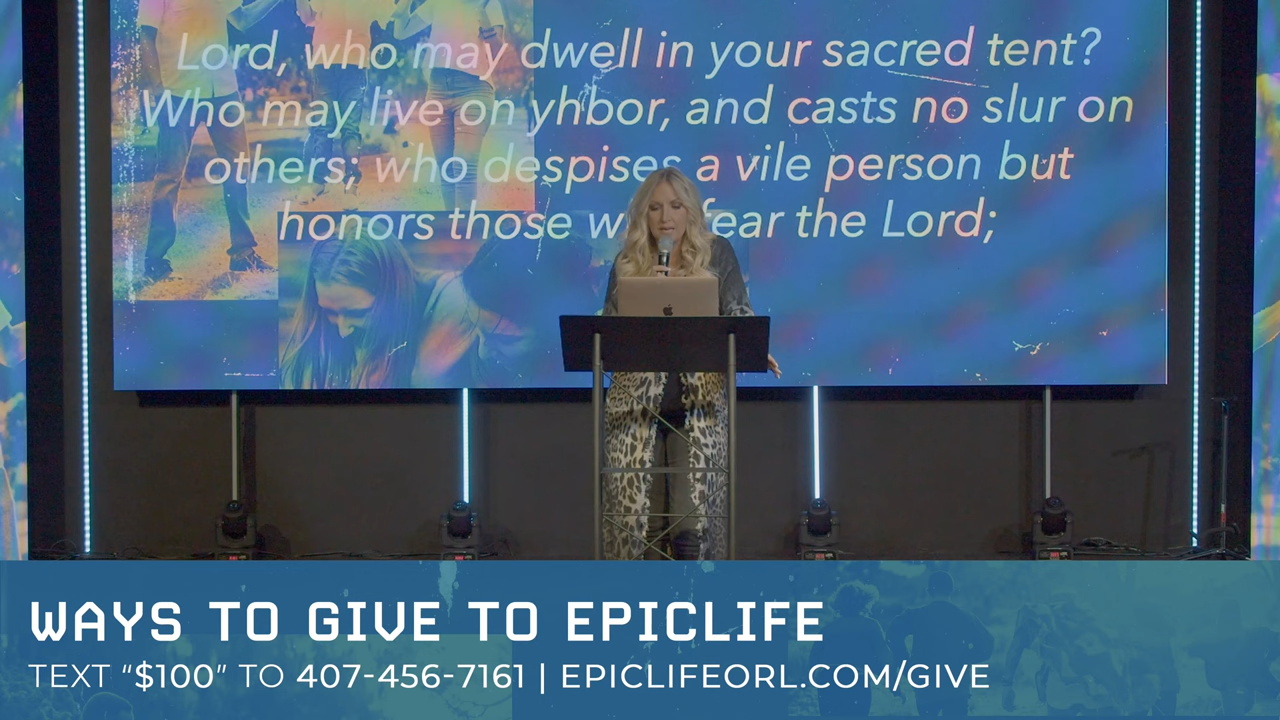 Lord, who may dwell in your sacred tent?
Who may live on yhbor, and casts no slur on
others; who despises a vile person but
honors those w fear the Lord;
WAYS TO GIVE TO EPICLIFE
TEXT “$100” TO 407-456-7161 | EPICLIFEORL.COM/GIVE